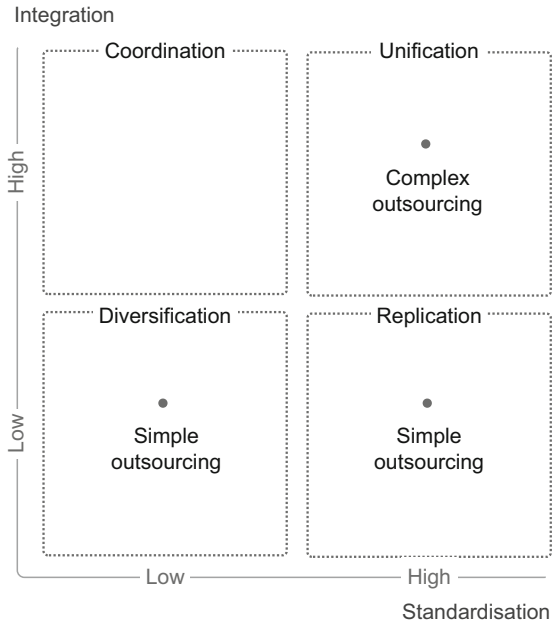 Integration
Coordination
Unification
High
Complex
outsourcing
Diversification
Replication
Low
Simple
outsourcing
Simple
outsourcing
Low
High
Standardisation